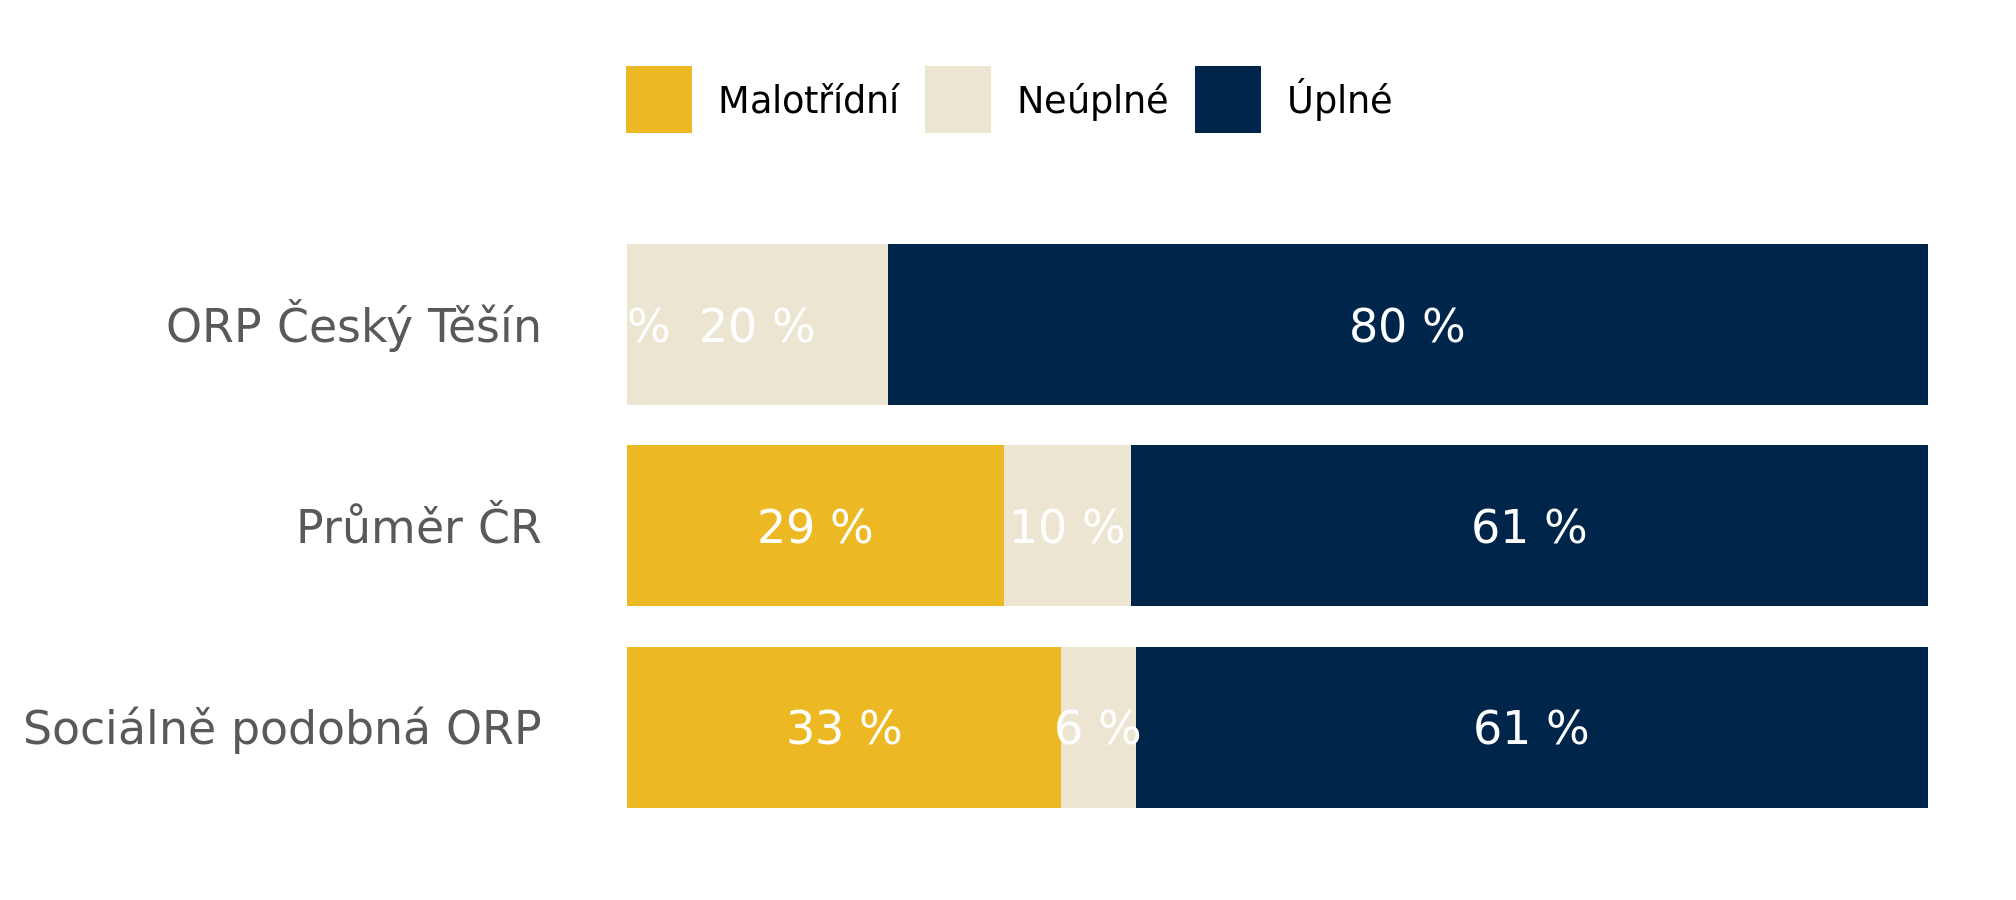 Malotřídní Neúplné Úplné
ORP Český Těšín % 20 % 80 %
Průměr ČR 29 % 10 % 61 %
Sociálně podobná ORP 33 % 6 % 61 %